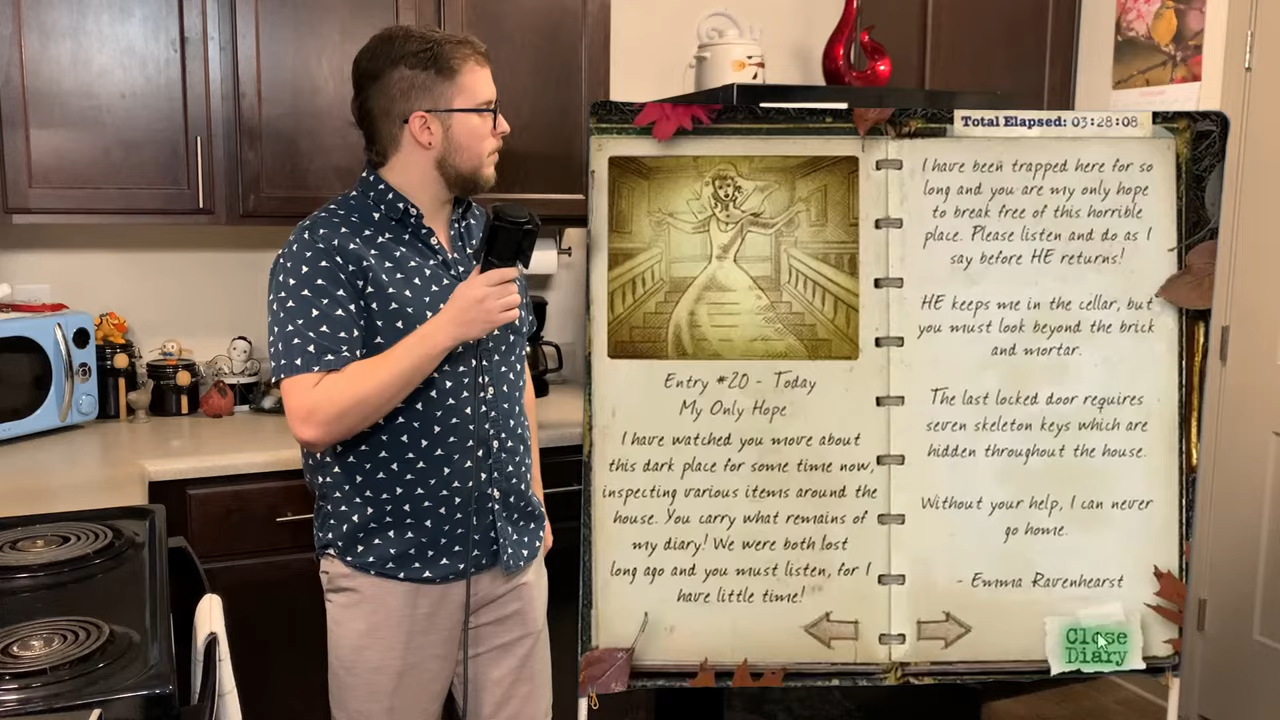 Total Elapsed: 03:28:08
Entry #20 - Today
My Only Hope
I have watched you move about
this dark place for some time now,
inspecting various items around the
house. You carry what remains of
my diary! We were both lost
long ago and you must listen, for I
have little time!
I have been trapped here for so
long and you are my only hope
to break free of this horrible
place. Please listen and do as I
say before HE returns!
HE keeps me in the cellar, but
you must look beyond the brick
and mortar.
The last locked door requires
seven skeleton keys which are
hidden throughout the house.
Without your help, I can never
go home.
- Emma Ravenhearst
Close
Diary